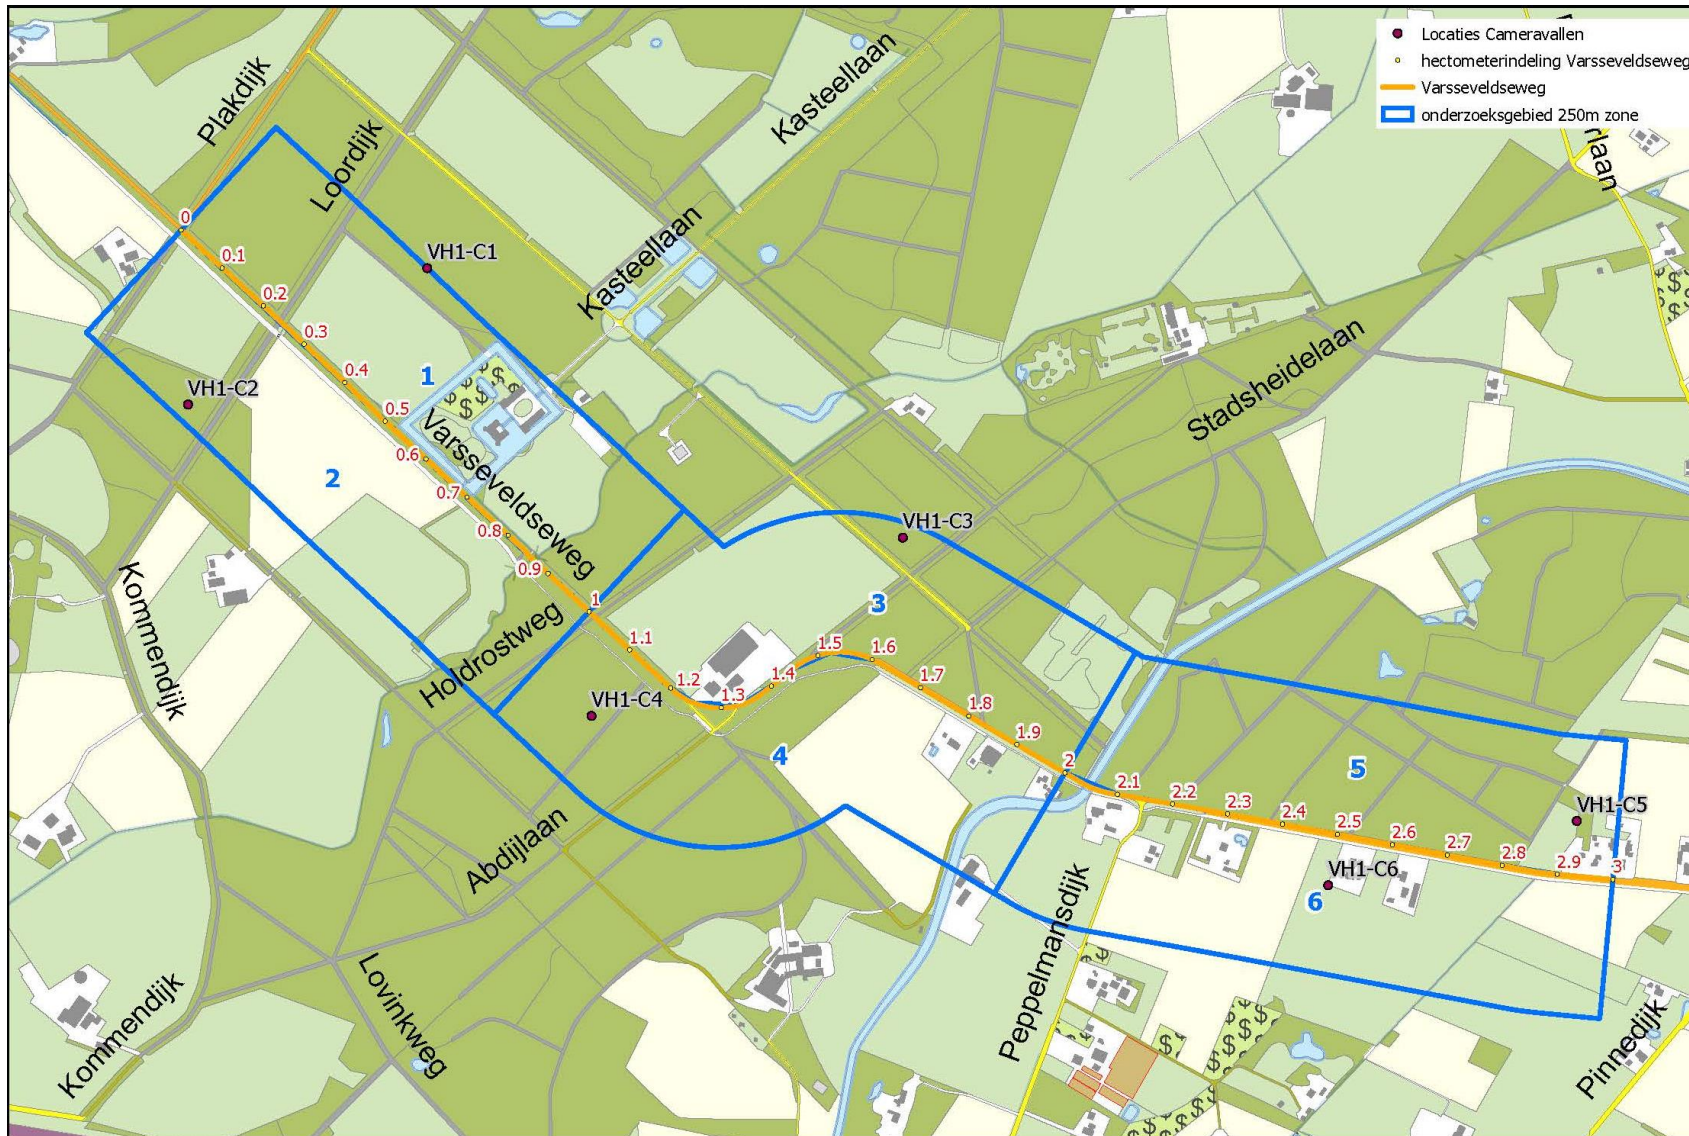 Locaties Cameravallen
hectometerindeling Varsseveldseweg
Varsseveldseweg
onderzoeksgebied 250m zone
Plakdijk
Loordijk
Kasteellaan
Kasteellaan
rlaan
0
0.1
0.2
0.3
0.4
0.5
0.6
0.7
0.8
0.9
1
VH1-C1
VH1-C2
1
2
Varsseveldseweg
Stadsheidelaan
VH1-C3
3
Kommendijk
Holdrostweg
1.1
1.2
1.3
1.4
1.5
1.6
1.7
1.8
1.9
2
VH1-C4
4
Abdijlaan
2.1
2.2
2.3
2.4
2.5
2.6
2.7
2.8
2.9
3
5
VH1-C5
VH1-C6
6
Peppelmansdijk
Kommendijk
Lovinkweg
Pinnedijk